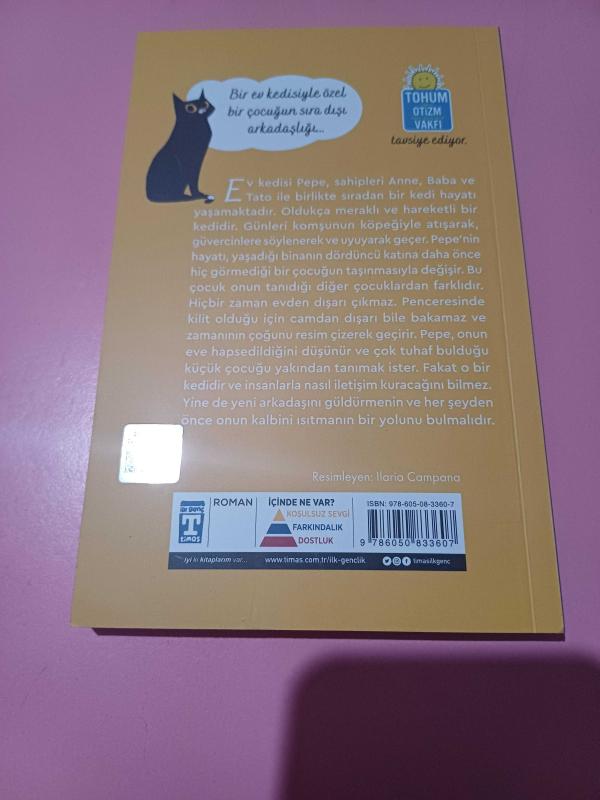 Bir ev kedisiyle özel
bir çocuğun sıra dışı
arkadaşlığı...
TOHUM
OTİZM
VAKFI
tavsiye ediyor.
Ev kedisi Pepe, sahipleri Anne, Baba ve
Tato ile birlikte sıradan bir kedi hayatı
yaşamaktadır. Oldukça meraklı ve hareketli bir
kedidir. Günleri komşunun köpeğiyle atışarak,
güvercinlere söylenerek ve uyuyarak geçer. Pepe'nin
hayatı, yaşadığı binanın dördüncü katına daha önce
hiç görmediği bir çocuğun taşınmasıyla değişir. Bu
çocuk onun tanıdığı diğer çocuklardan farklıdır.
Hiçbir zaman evden dışarı çıkmaz. Penceresinde
kilit olduğu için camdan dışarı bile bakamaz ve
zamanının çoğunu resim çizerek geçirir. Pepe, onun
eve hapsedildiğini düşünür ve çok tuhaf bulduğu
küçük çocuğu yakından tanımak ister. Fakat o bir
kedidir ve insanlarla nasıl iletişim kuracağını bilmez.
Yine de yeni arkadaşını güldürmenin ve her şeyden
önce onun kalbini ısıtmanın bir yolunu bulmalıdır.
Resimleyen: Ilaria Campana
ilk genç
timaş
ROMAN
İÇİNDE NE VAR?
KOŞULSUZ SEVGİ
FARKINDALIK
DOSTLUK
ISBN: 978-605-08-3360-7
9 786050 833607
iyi ki kitaplarım var...
www.timas.com.tr/ilk-genclik
timasilkgenc